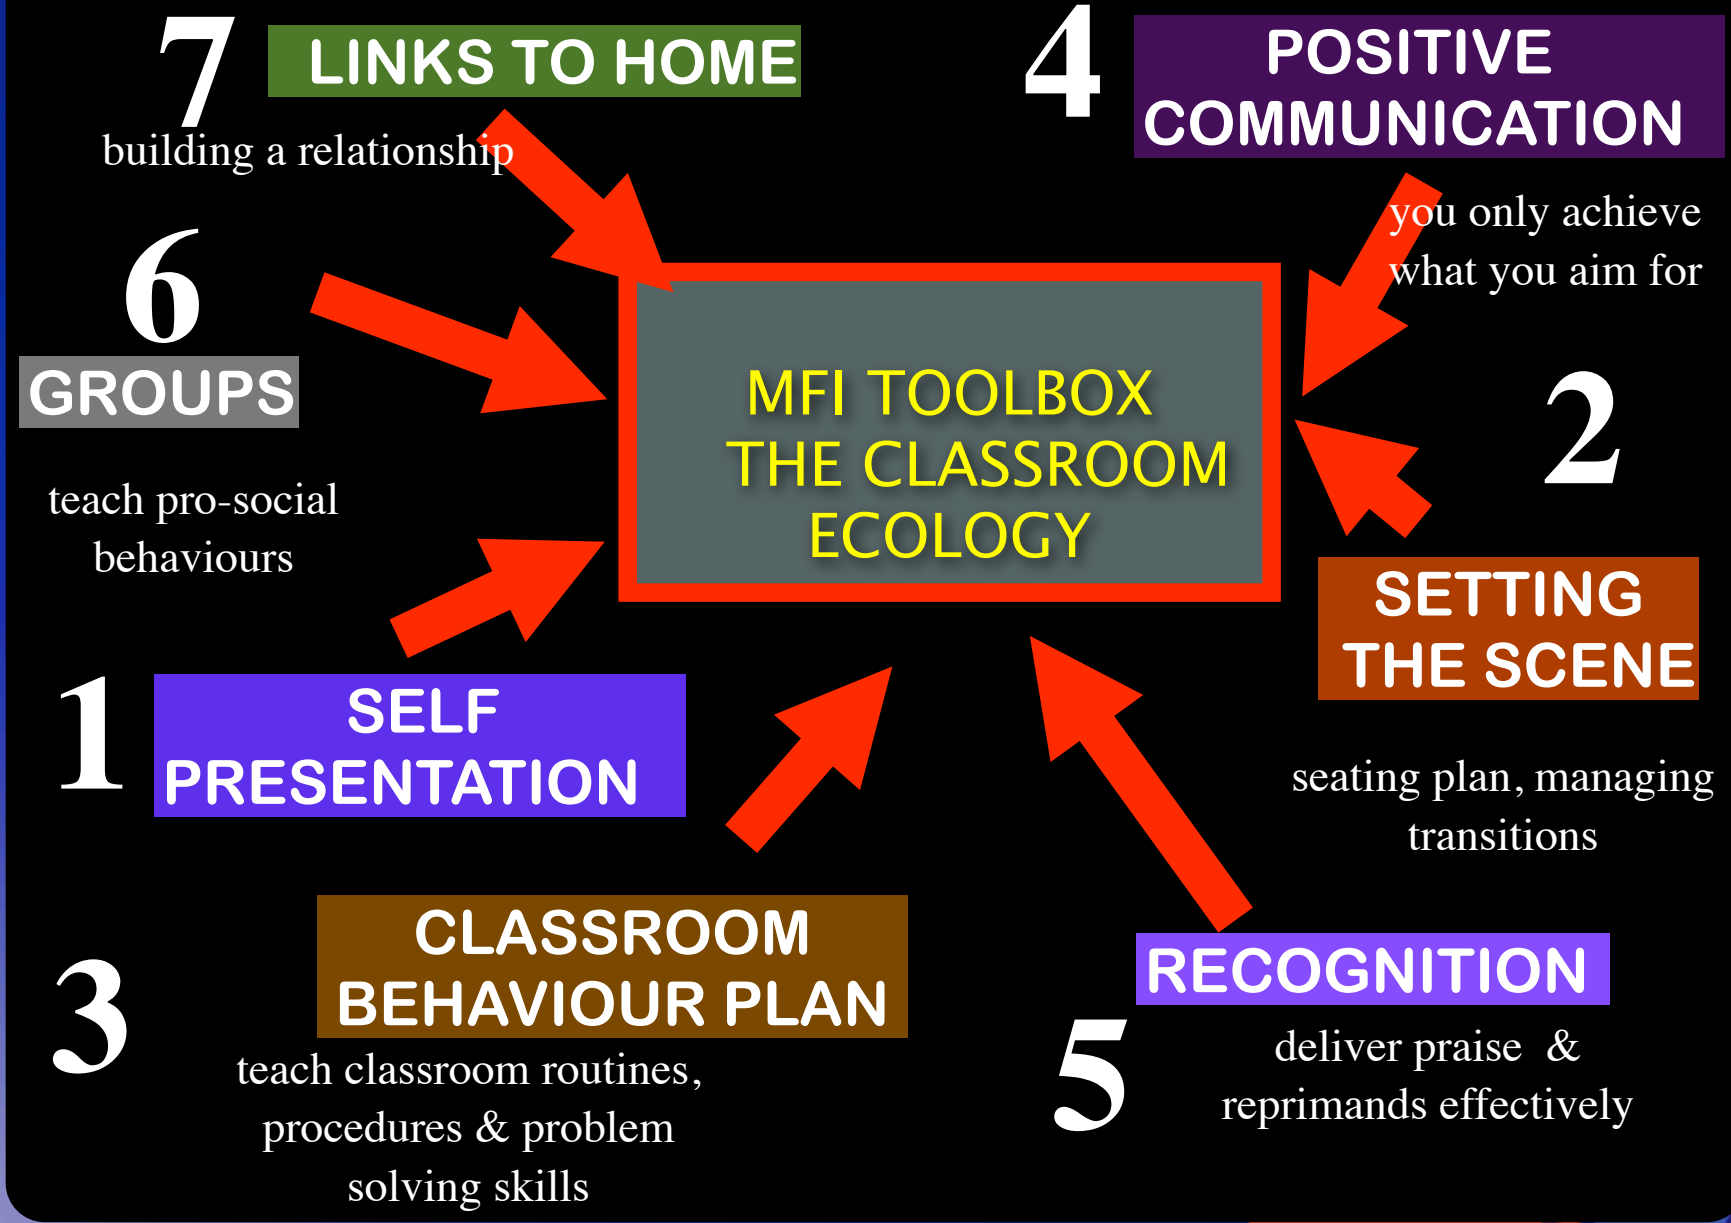 7
LINKS TO HOME
building a relationship
4
POSITIVE
COMMUNICATION
you only achieve
what you aim for
6
GROUPS
teach pro-social
behaviours
MFI TOOLBOX
THE CLASSROOM
ECOLOGY
2
SETTING
THE SCENE
seating plan, managing
transitions
1
SELF
PRESENTATION
3
CLASSROOM
BEHAVIOUR PLAN
teach classroom routines,
procedures & problem
solving skills
RECOGNITION
5
deliver praise & 
reprimands effectively